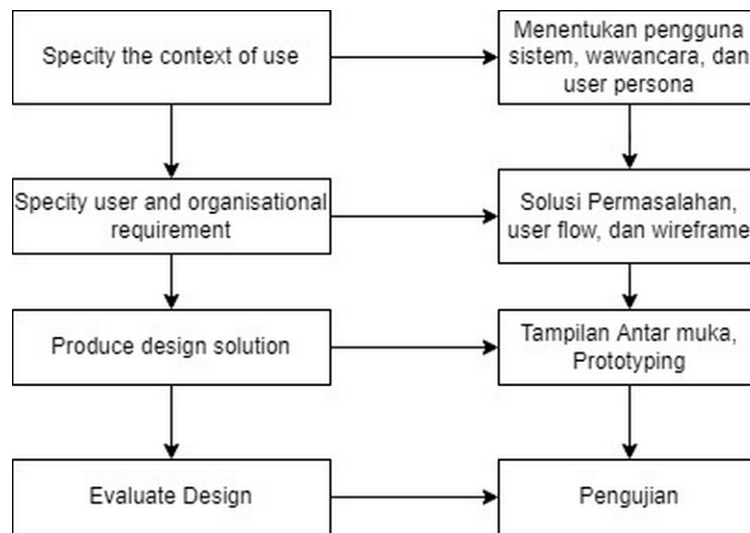 Specity the context of use
Menentukan pengguna
sistem, wawancara, dan
user persona
Specity user and organisational
requirement
Solusi Permasalahan,
user flow, dan wireframe
Produce design solution
Tampilan Antar muka,
Prototyping
Evaluate Design
Pengujian